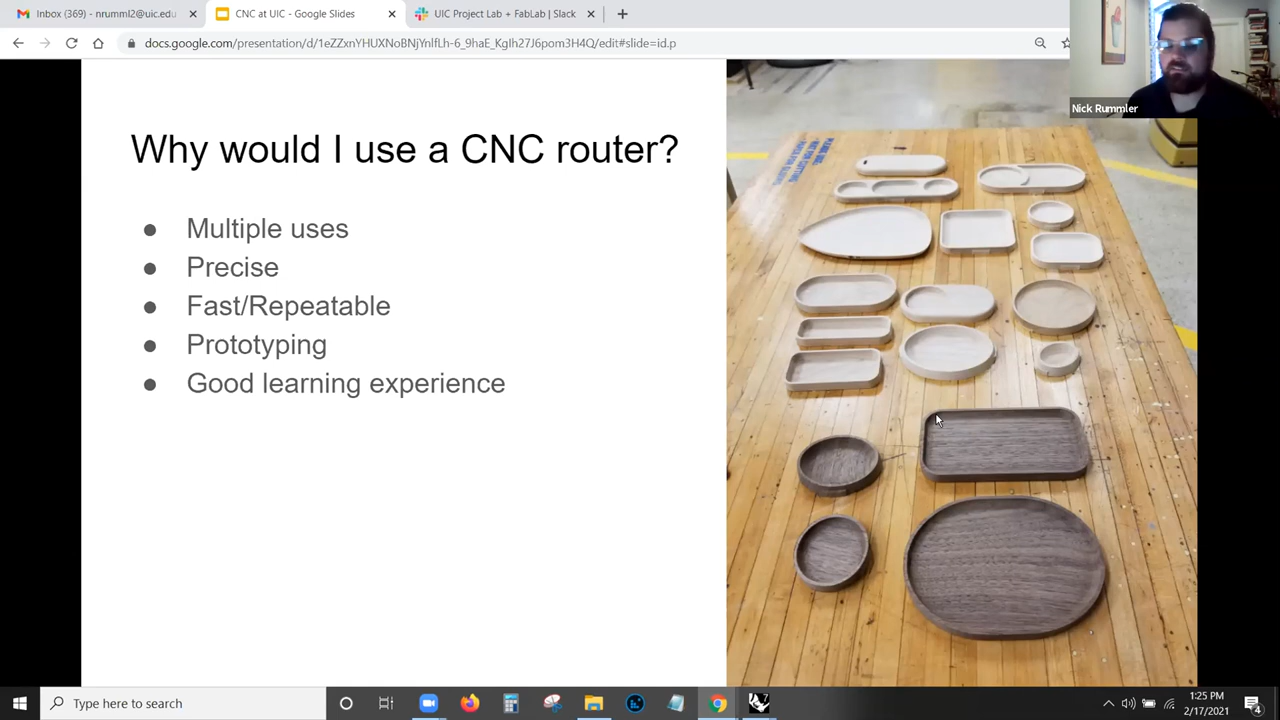 Inbox (369) - nrumml2@uic.edu
CNC at UIC - Google Slides
UIC Project Lab + FabLab | Slack
docs.google.com/presentation/d/1eZZxnYHUXNoBNjYnlfLh-6_9haE_KgIh27J6pom3H4Q/edit#slide=id.p
Nick Rummler
Why would I use a CNC router?
● Multiple uses
● Precise
● Fast/Repeatable
● Prototyping
● Good learning experience
Type here to search
1:25 PM
2/17/2021
4